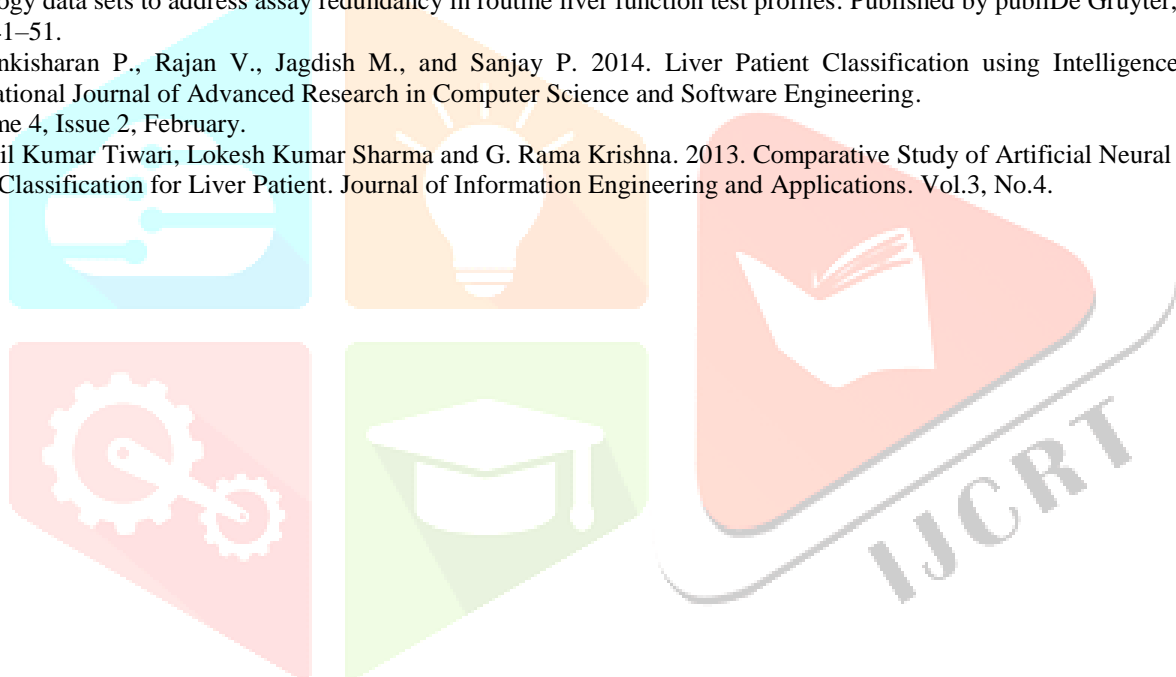 ogy data sets to address assay redundancy in routine liver function test profiles. Published by publiDe Gruyter,
41–51.
nkisharan P., Rajan V., Jagdish M., and Sanjay P. 2014. Liver Patient Classification using Intelligence
ational Journal of Advanced Research in Computer Science and Software Engineering.
me 4, Issue 2, February.
il Kumar Tiwari, Lokesh Kumar Sharma and G. Rama Krishna. 2013. Comparative Study of Artificial Neural
Classification for Liver Patient. Journal of Information Engineering and Applications. Vol.3, No.4.
IJCRT